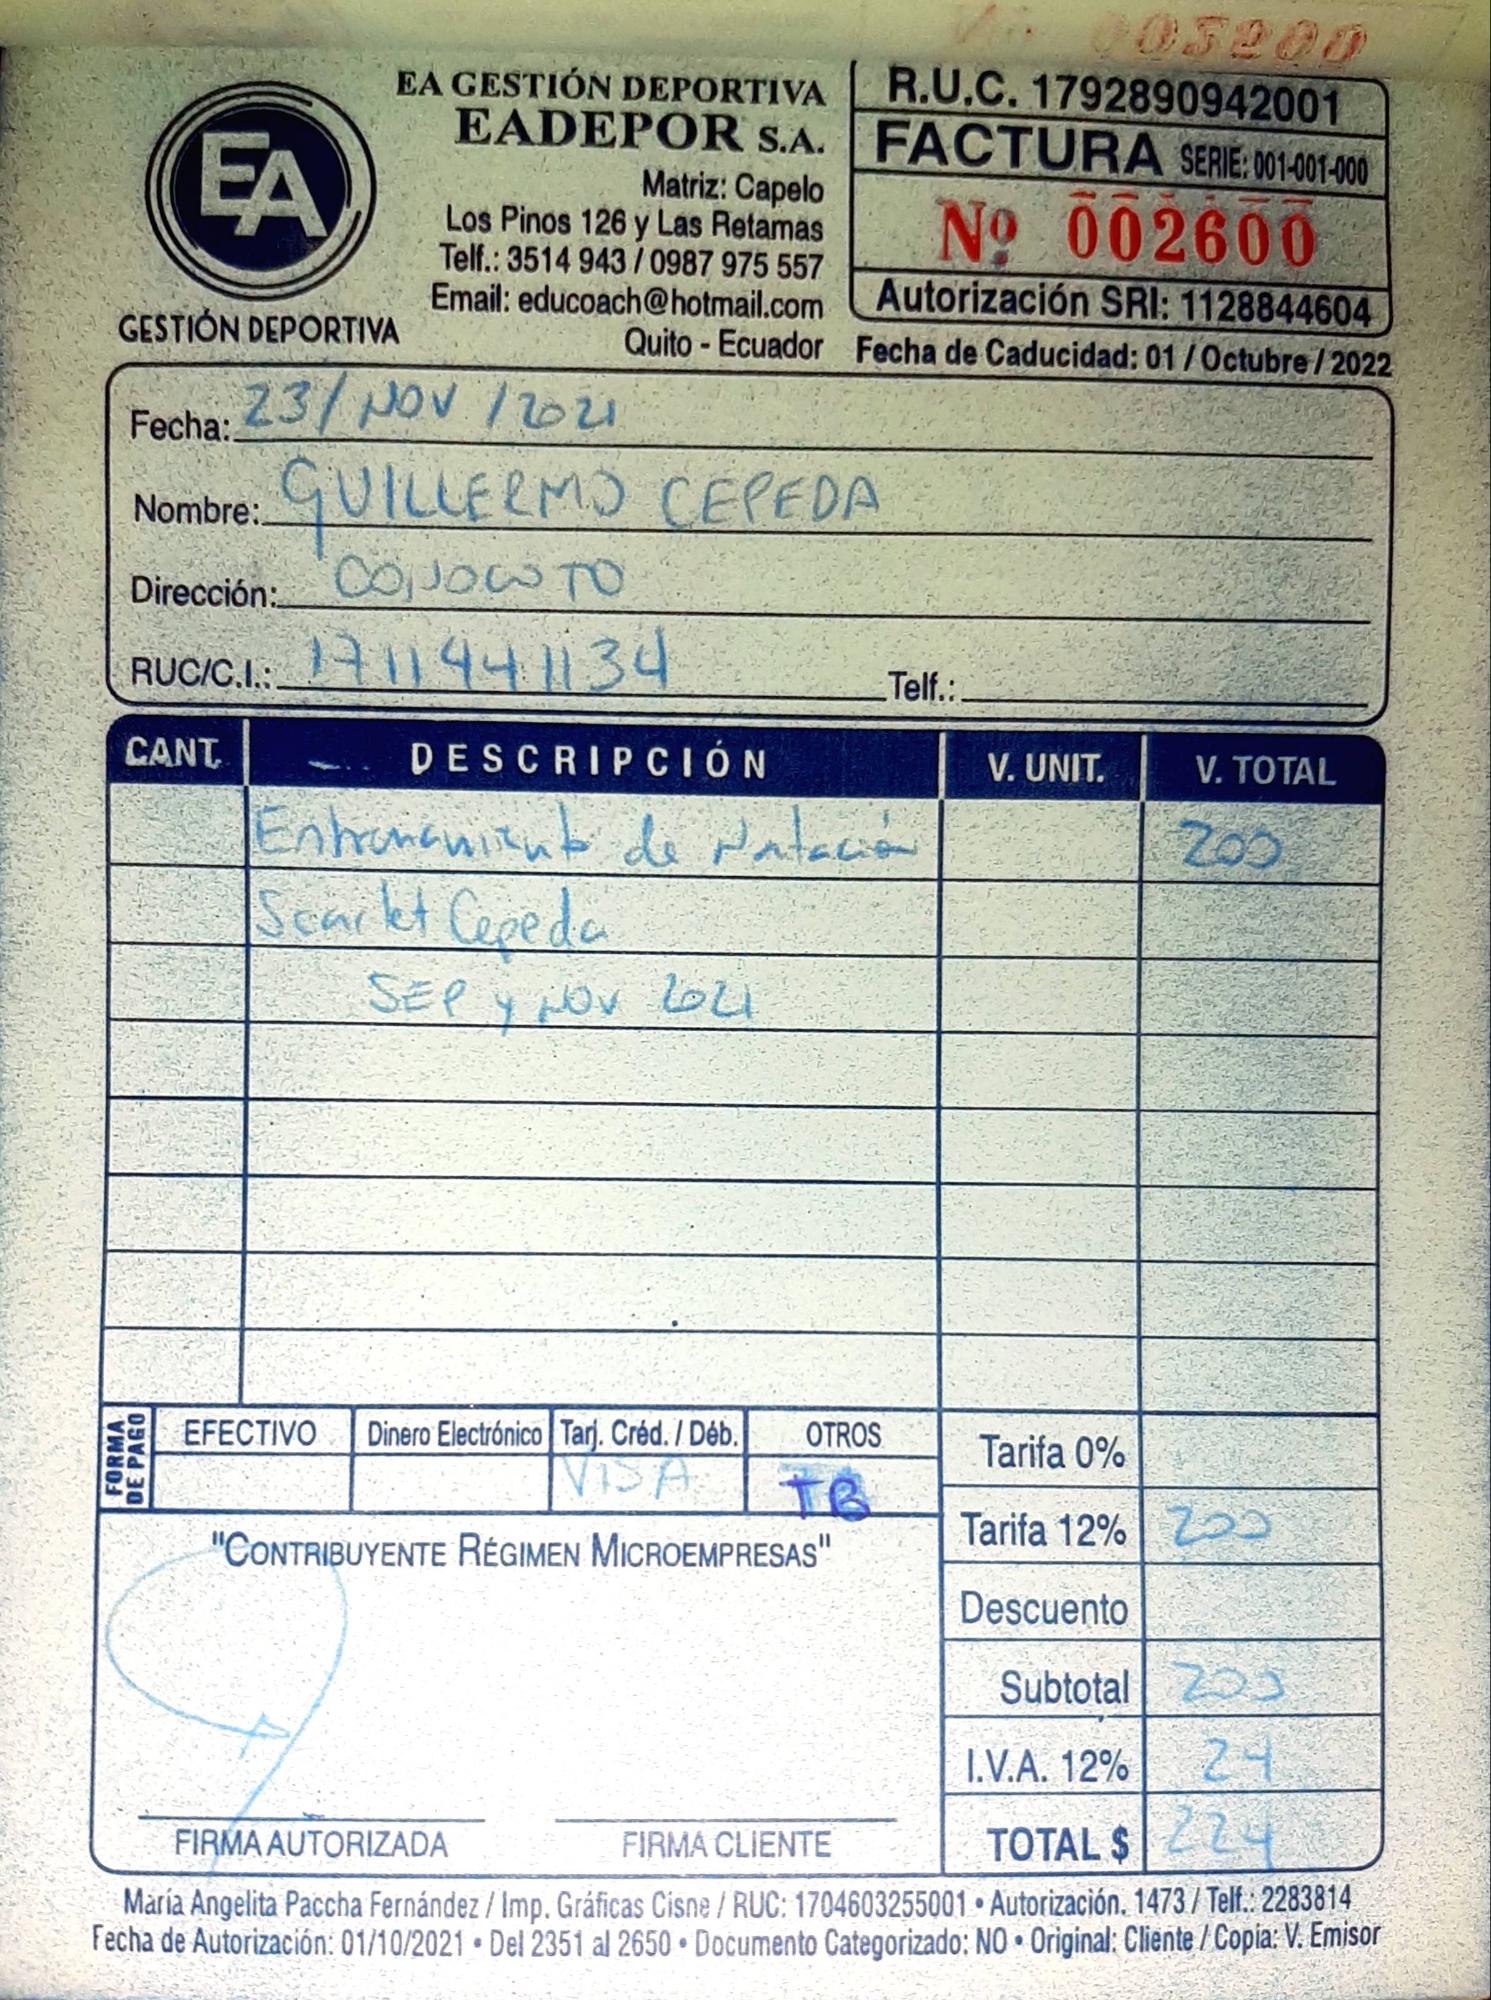 Nº 005200
EA
GESTIÓN DEPORTIVA
EA GESTIÓN DEPORTIVA
EADEPOR S.A.
Matriz: Capelo
Los Pinos 126 y Las Retamas
Telf.: 3514 943 / 0987 975 557
Email: educoach@hotmail.com
Quito - Ecuador
R.U.C. 1792890942001
FACTURA SERIE: 001-001-000
Nº 002600
Autorización SRI: 1128844604
Fecha de Caducidad: 01 / Octubre / 2022
Fecha: 23/ NOV / 2021
Nombre: GUILLERMO CEPEDA
Dirección: CONOCOTO
RUC/C.I.: 1711441134 Telf.:
CANT. DESCRIPCIÓN V. UNIT. V. TOTAL
Entrenamiento de Natación 200
Scarlet Cepeda
SEP y NOV 2021
FORMA DE PAGO
EFECTIVO Dinero Electrónico Tarj. Créd. / Déb. OTROS
VISA TB
Tarifa 0%
Tarifa 12% 200
Descuento
Subtotal 200
I.V.A. 12% 24
TOTAL $ 224
"CONTRIBUYENTE RÉGIMEN MICROEMPRESAS"
FIRMA AUTORIZADA FIRMA CLIENTE
María Angelita Paccha Fernández / Imp. Gráficas Cisne / RUC: 1704603255001 • Autorización. 1473 / Telf.: 2283814
Fecha de Autorización: 01/10/2021 • Del 2351 al 2650 • Documento Categorizado: NO • Original: Cliente / Copia: V. Emisor